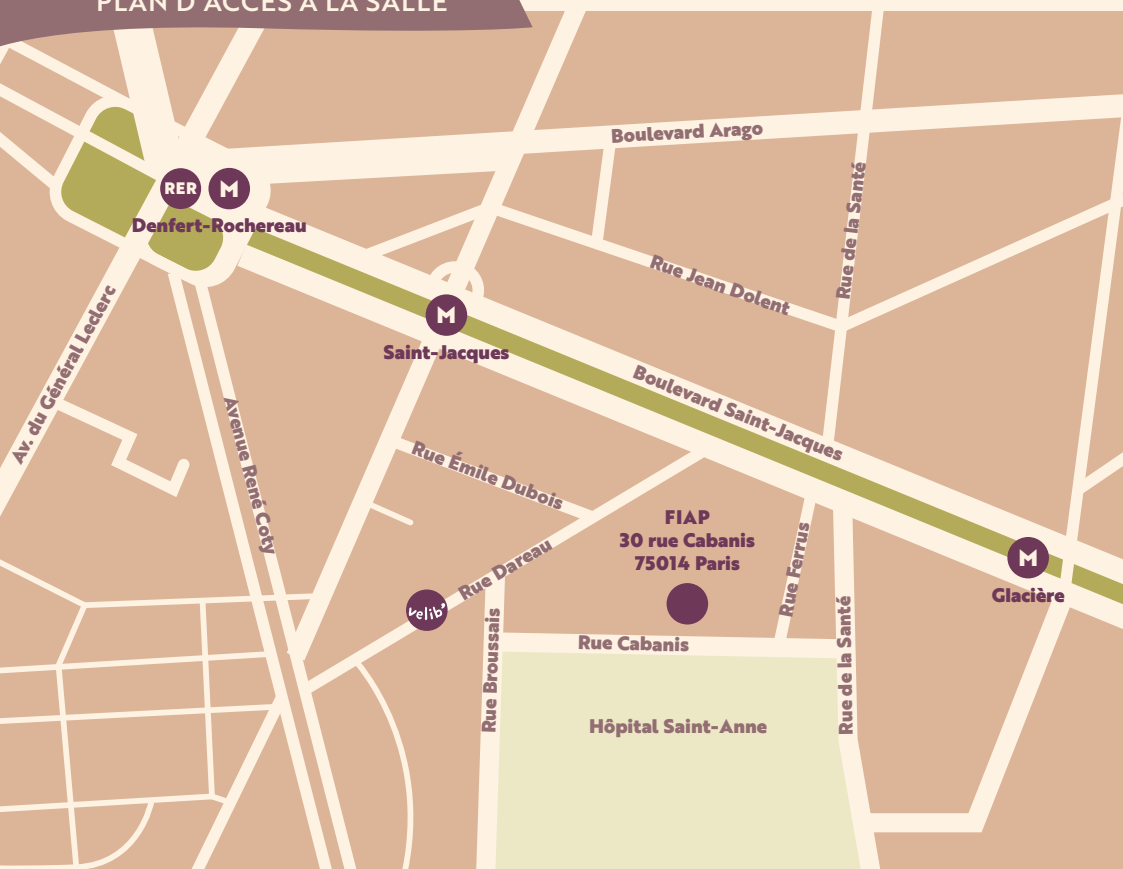 PLAN D'ACCÈS À LA SALLE
Boulevard Arago
RER
M
Denfert-Rochereau
Rue de la Santé
Rue Jean Dolent
M
Saint-Jacques
Av. du Général Leclerc
Boulevard Saint-Jacques
Avenue René Coty
Rue Émile Dubois
FIAP
30 rue Cabanis
75014 Paris
Rue Ferrus
M
Glacière
Rue Dareau
velib'
Rue Broussais
Rue Cabanis
Rue de la Santé
Hôpital Saint-Anne